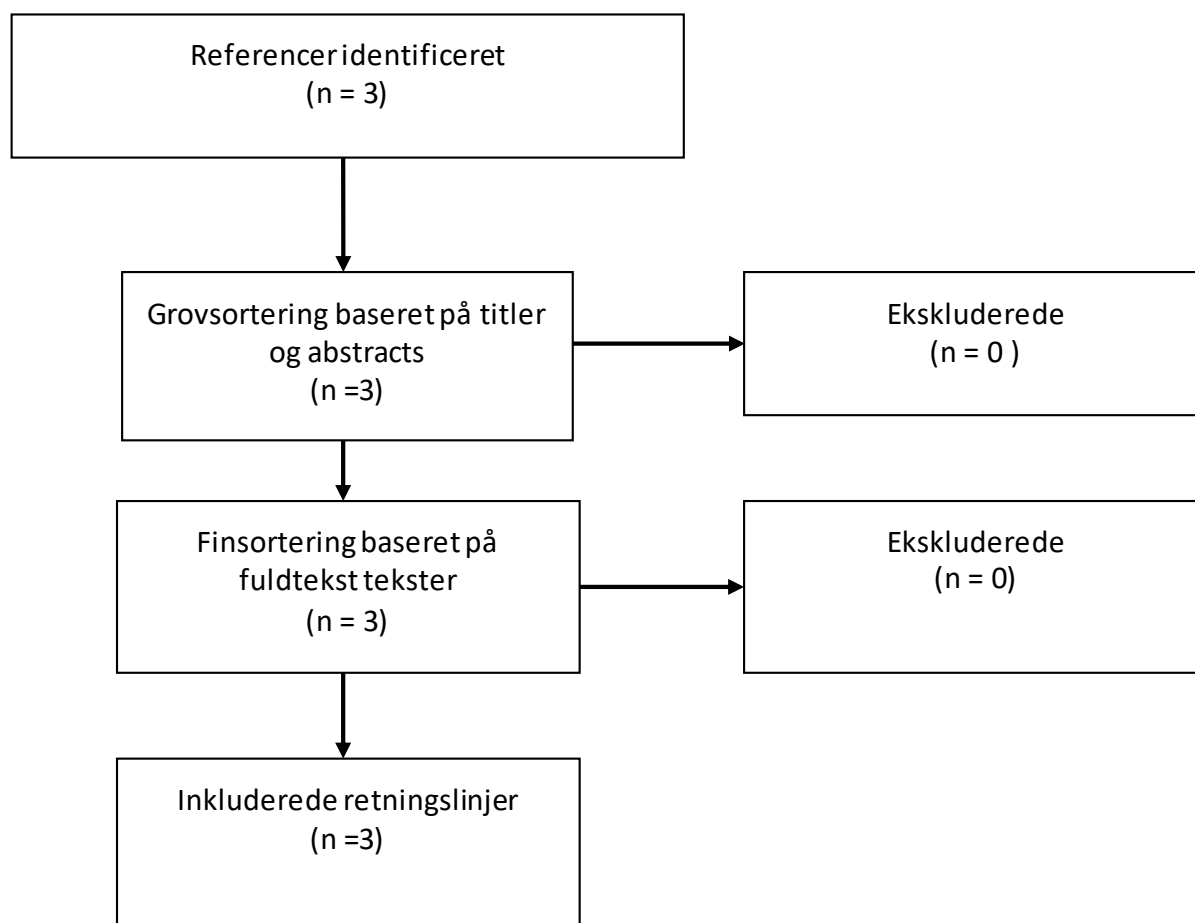 Referencer identificeret
(n = 3)
Grovsortering baseret på titler
og abstracts
(n =3)
Ekskluderede
(n = 0 )
Finsortering baseret på
fuldtekst tekster
(n = 3)
Ekskluderede
(n = 0)
Inkluderede retningslinjer
(n =3)